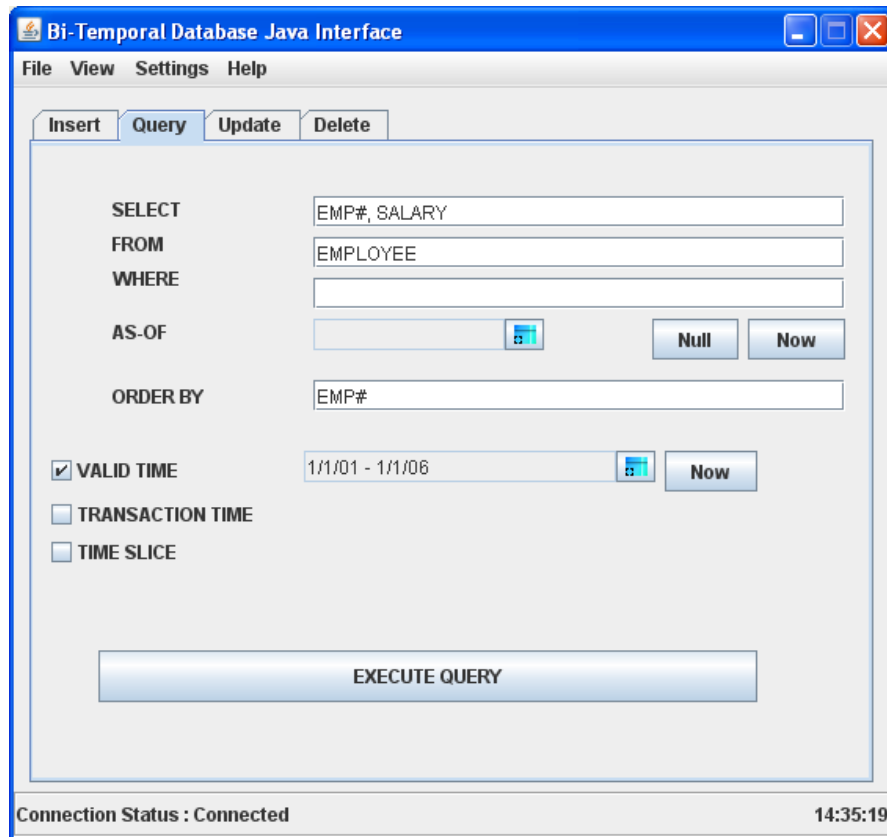 Bi-Temporal Database Java Interface
File View Settings Help
Insert Query Update Delete
SELECT EMP#, SALARY
FROM EMPLOYEE
WHERE
AS-OF Null Now
ORDER BY EMP#
VALID TIME 1/1/01 - 1/1/06 Now
TRANSACTION TIME
TIME SLICE
EXECUTE QUERY
Connection Status : Connected 14:35:19